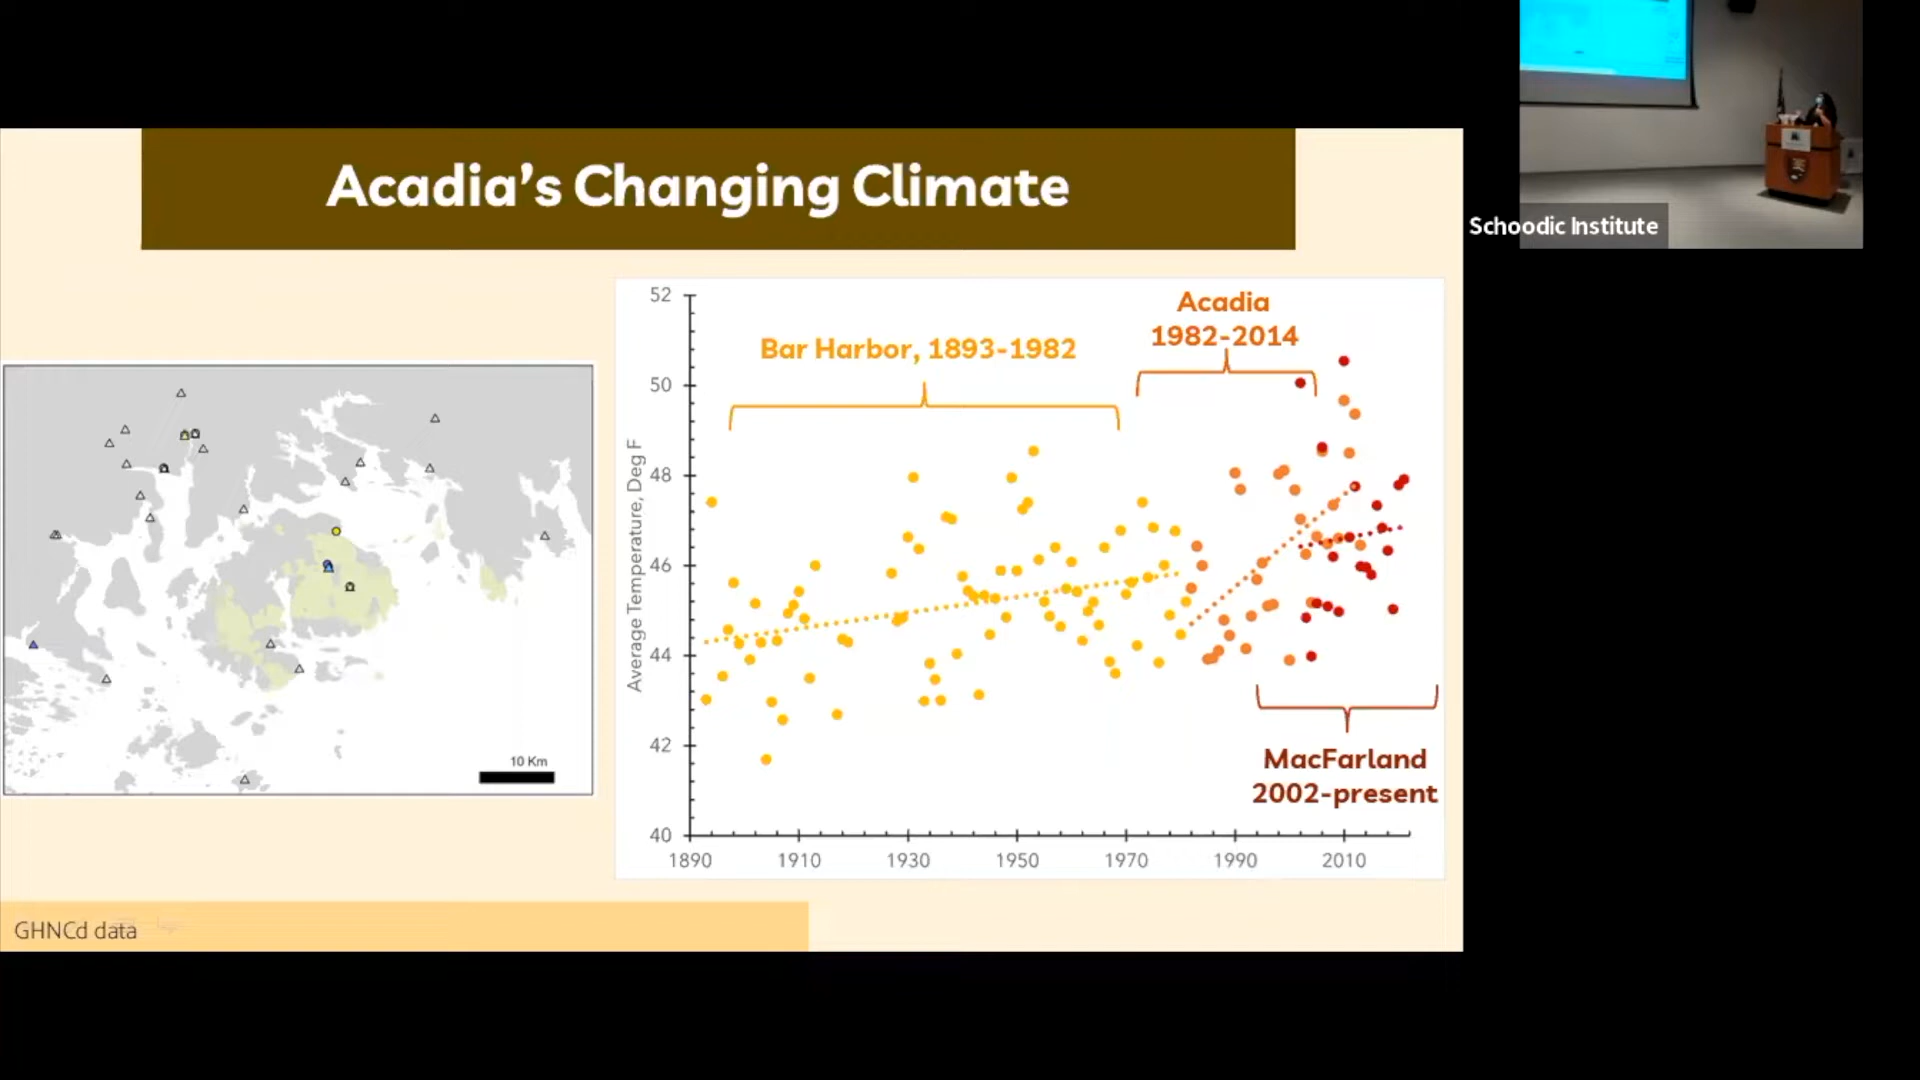 Acadia's Changing Climate
Schoodic Institute
10 Km
52
50
48
46
44
42
40
Average Temperature, Deg F
Bar Harbor, 1893-1982
Acadia
1982-2014
MacFarland
2002-present
1890
1910
1930
1950
1970
1990
2010
GHNCd data